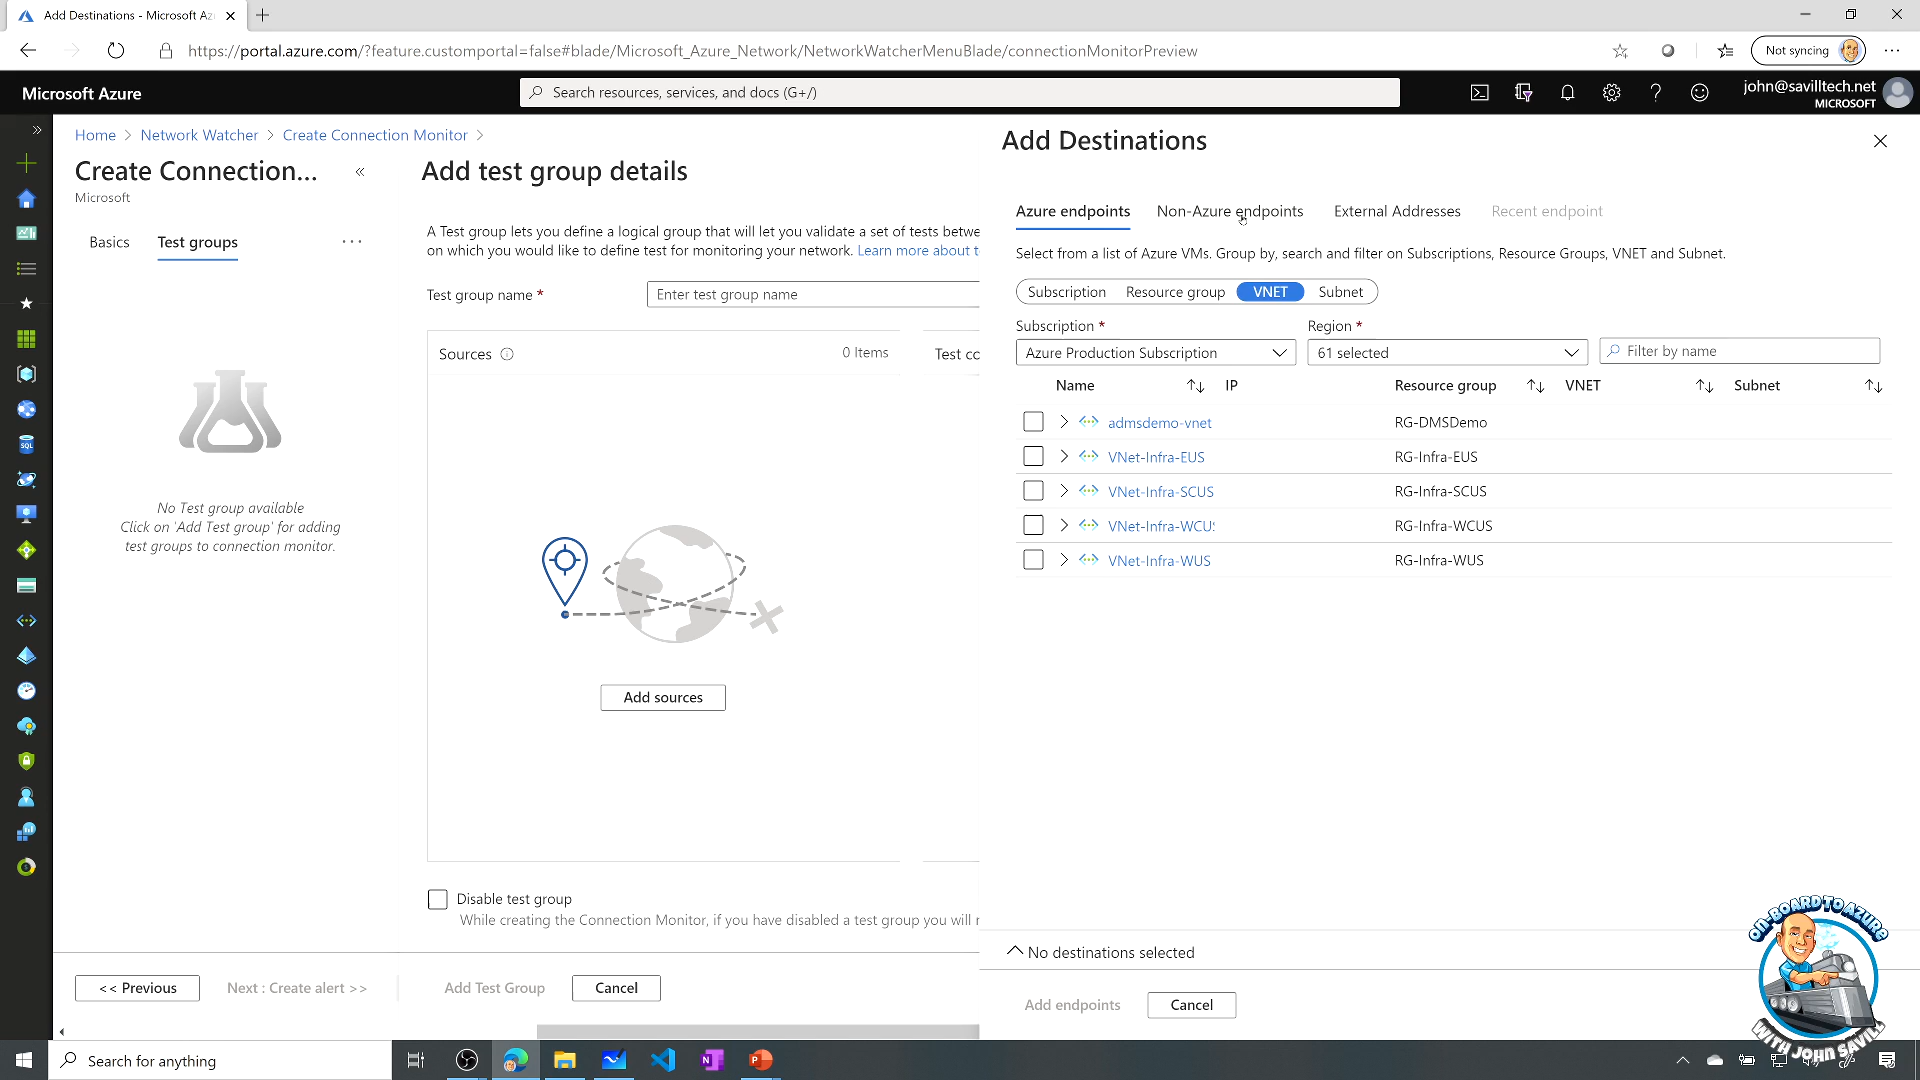 Add Destinations - Microsoft Az
https://portal.azure.com/?feature.customportal=false#blade/Microsoft_Azure_Network/NetworkWatcherMenuBlade/connectionMonitorPreview
Not syncing
Microsoft Azure
Search resources, services, and docs (G+/)
john@savilltech.net
MICROSOFT
Home > Network Watcher > Create Connection Monitor >
Create Connection...
Microsoft
Basics
Test groups
No Test group available
Click on 'Add Test group' for adding
test groups to connection monitor.
<< Previous
Next : Create alert >>
Add test group details
A Test group lets you define a logical group that will let you validate a set of tests betwe
on which you would like to define test for monitoring your network. Learn more about t
Test group name *
Enter test group name
Sources
0 Items
Test co
Add sources
Disable test group
While creating the Connection Monitor, if you have disabled a test group you will
Add Test Group
Cancel
Add Destinations
Azure endpoints
Non-Azure endpoints
External Addresses
Recent endpoint
Select from a list of Azure VMs. Group by, search and filter on Subscriptions, Resource Groups, VNET and Subnet.
Subscription
Resource group
VNET
Subnet
Subscription *
Region *
Azure Production Subscription
61 selected
Filter by name
Name IP Resource group VNET Subnet
admsdemo-vnet RG-DMSDemo
VNet-Infra-EUS RG-Infra-EUS
VNet-Infra-SCUS RG-Infra-SCUS
VNet-Infra-WCUS RG-Infra-WCUS
VNet-Infra-WUS RG-Infra-WUS
No destinations selected
Add endpoints
Cancel
ON-BOARD TO AZURE
WITH JOHN SAVILL
Search for anything